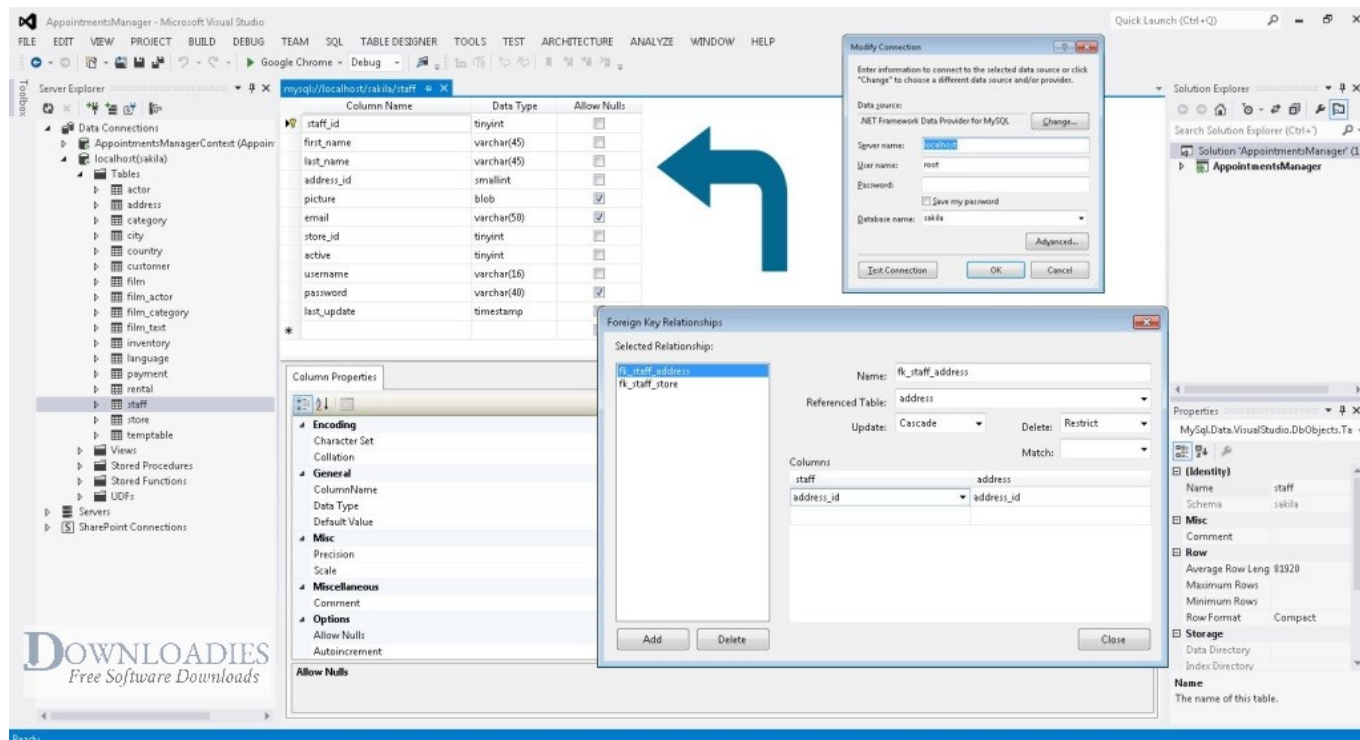 AppointmentsManager - Microsoft Visual Studio
Quick Launch (Ctrl+Q)
FILE EDIT VIEW PROJECT BUILD DEBUG TEAM SQL TABLE DESIGNER TOOLS TEST ARCHITECTURE ANALYZE WINDOW HELP
Google Chrome Debug
Toolbox
Server Explorer
Data Connections
AppointmentsManagerContext (Appoin
localhost(sakila)
Tables
actor
address
category
city
country
customer
film
film_actor
film_category
film_text
inventory
language
payment
rental
staff
store
temptable
Views
Stored Procedures
Stored Functions
UDFs
Servers
SharePoint Connections
DOWNLOADIES
Free Software Downloads
mysql://localhost/sakila/staff
Column Name Data Type Allow Nulls
staff_id tinyint
first_name varchar(45)
last_name varchar(45)
address_id smallint
picture blob
email varchar(50)
store_id tinyint
active tinyint
username varchar(16)
password varchar(40)
last_update timestamp
Column Properties
Encoding
Character Set
Collation
General
ColumnName
Data Type
Default Value
Misc
Precision
Scale
Miscellaneous
Comment
Options
Allow Nulls
Autoincrement
Allow Nulls
Modify Connection
Enter information to connect to the selected data source or click
"Change" to choose a different data source and/or provider.
Data source:
.NET Framework Data Provider for MySQL Change...
Server name: localhost
User name: root
Password:
Save my password
Database name: sakila
Advanced...
Test Connection OK Cancel
Foreign Key Relationships
Selected Relationship:
fk_staff_address
fk_staff_store
Name: fk_staff_address
Referenced Table: address
Update: Cascade Delete: Restrict
Match:
Columns
staff address
address_id address_id
Add Delete Close
Solution Explorer
Search Solution Explorer (Ctrl+')
Solution 'AppointmentsManager' (1
AppointmentsManager
Properties
MySql.Data.VisualStudio.DbObjects.Ta
(Identity)
Name staff
Schema sakila
Misc
Comment
Row
Average Row Leng 81920
Maximum Rows
Minimum Rows
Row Format Compact
Storage
Data Directory
Index Directory
Name
The name of this table.
Ready